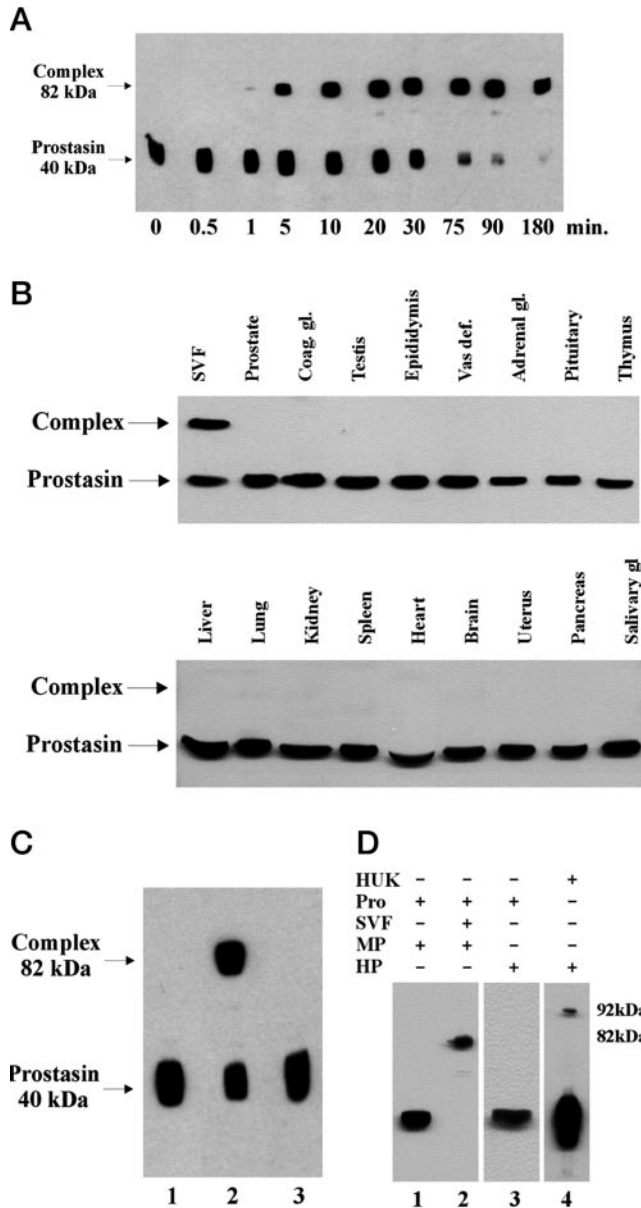 A
Complex
82 kDa
Prostasin
40 kDa
0 0.5 1 5 10 20 30 75 90 180 min.
B
SVF Prostate Coag. gl. Testis Epididymis Vas def. Adrenal gl. Pituitary Thymus
Complex
Prostasin
Liver Lung Kidney Spleen Heart Brain Uterus Pancreas Salivary gl
Complex
Prostasin
C
Complex
82 kDa
Prostasin
40 kDa
1 2 3
D
HUK – – – +
Pro + + + –
SVF – + – –
MP + + – –
HP – – + +
92kDa
82kDa
1 2 3 4